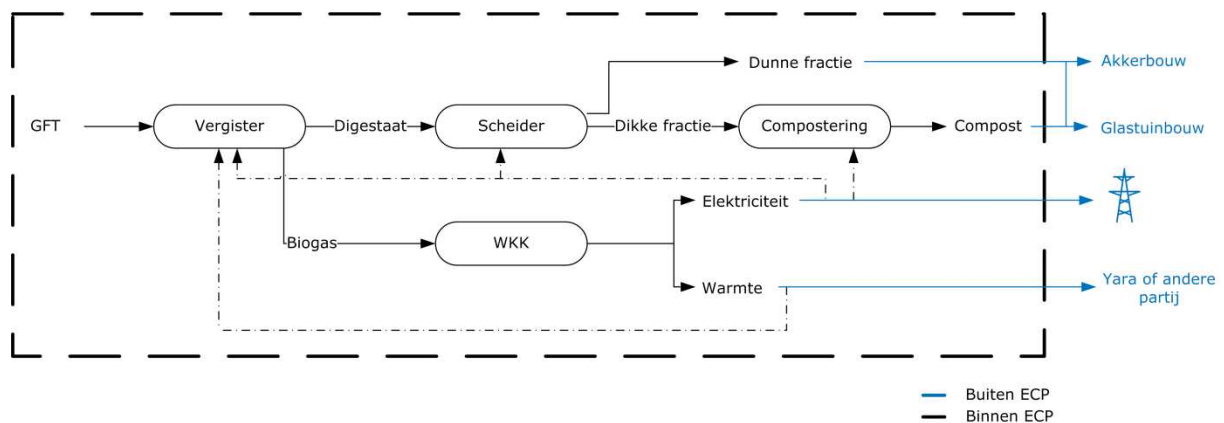 Dunne fractie
Akkerbouw
GFT
Vergister
Digestaat
Scheider
Dikke fractie
Compostering
Compost
Glastuinbouw
Elektriciteit
Biogas
WKK
Warmte
Yara of andere
partij
Buiten ECP
Binnen ECP